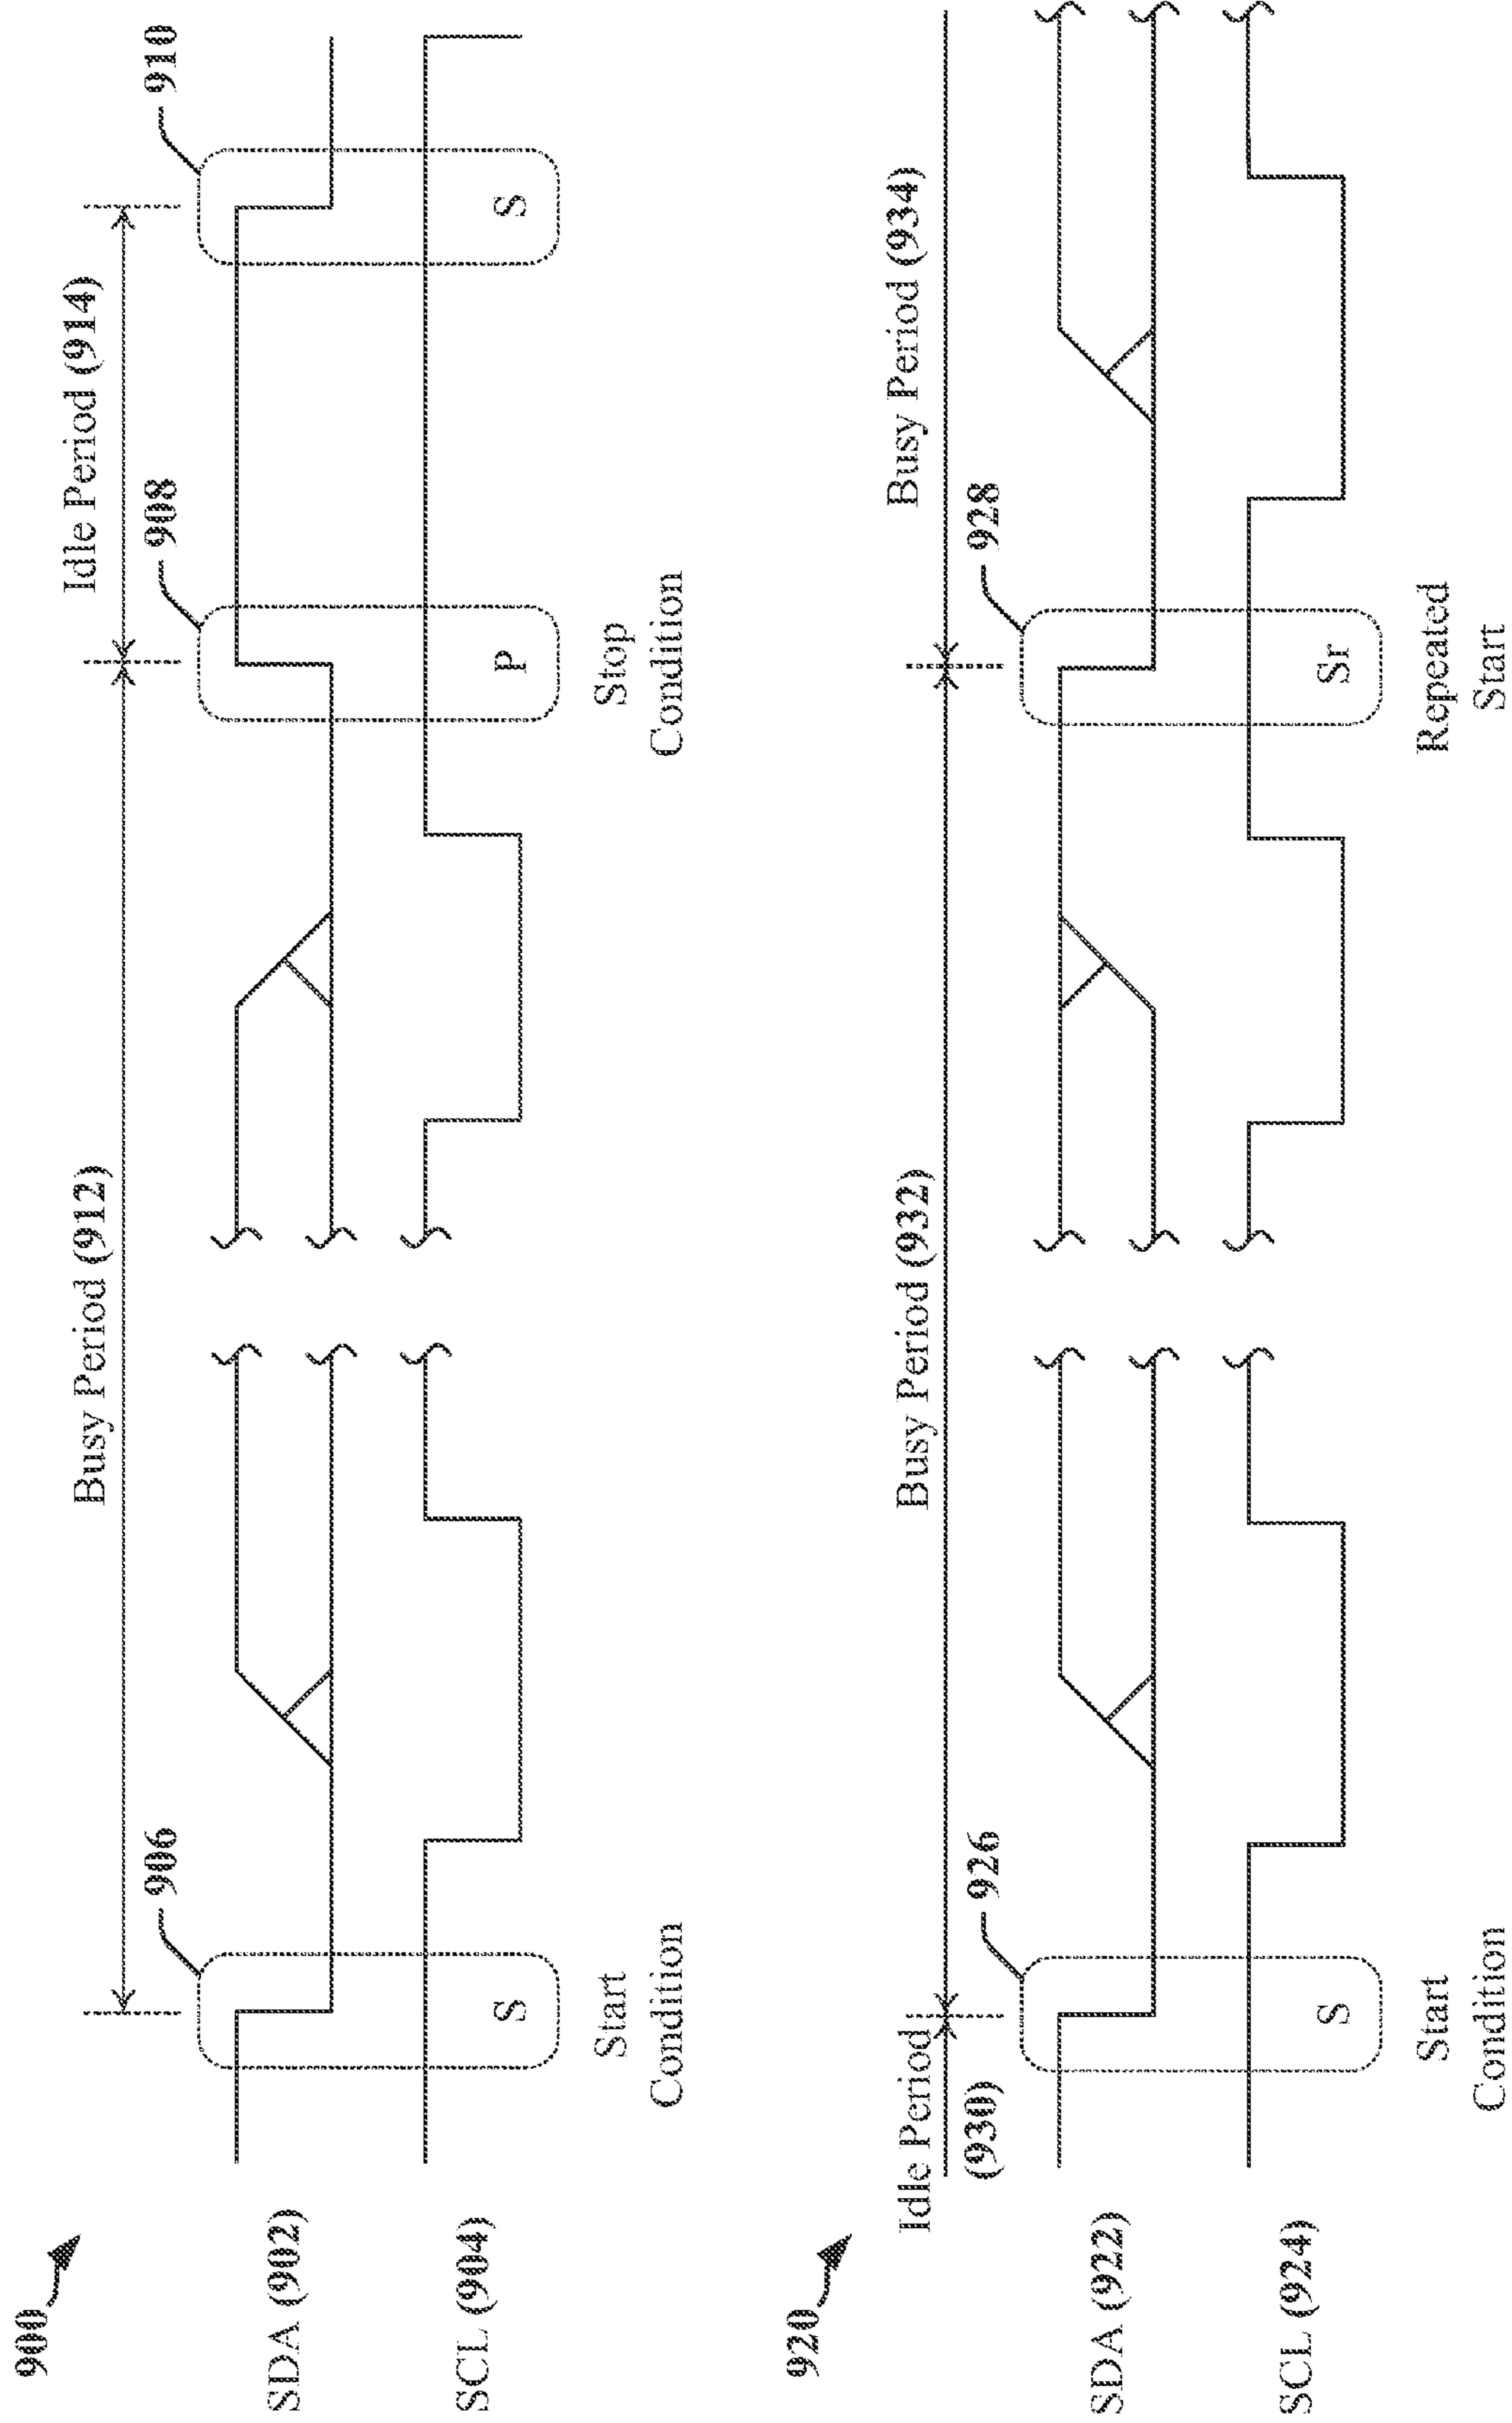 900
Busy Period (912)
Idle Period (914)
906
908
910
SDA (902)
SCL (904)
S
P
S
Start
Condition
Stop
Condition
920
Idle Period
(930)
Busy Period (932)
Busy Period (934)
926
928
SDA (922)
SCL (924)
S
Sr
Start
Condition
Repeated
Start